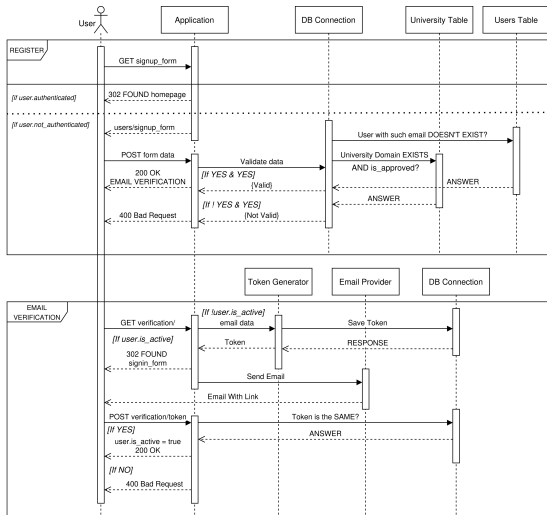 User
Application
DB Connection
University Table
Users Table
REGISTER
GET signup_form
302 FOUND homepage
[If user.authenticated]
[If user.not_authenticated]
users/signup_form
User with such email DOESN'T EXIST?
POST form data
Validate data
University Domain EXISTS
AND is_approved?
200 OK
EMAIL VERIFICATION
[If YES & YES]
{Valid}
ANSWER
ANSWER
[If ! YES & YES]
400 Bad Request
{Not Valid}
Token Generator
Email Provider
DB Connection
EMAIL
VERIFICATION
[If !user.is_active]
GET verification/
email data
Save Token
[If user.is_active]
Token
RESPONSE
302 FOUND
signin_form
Send Email
Email With Link
POST verification/token
Token is the SAME?
[If YES]
ANSWER
user.is_active = true
200 OK
[If NO]
400 Bad Request